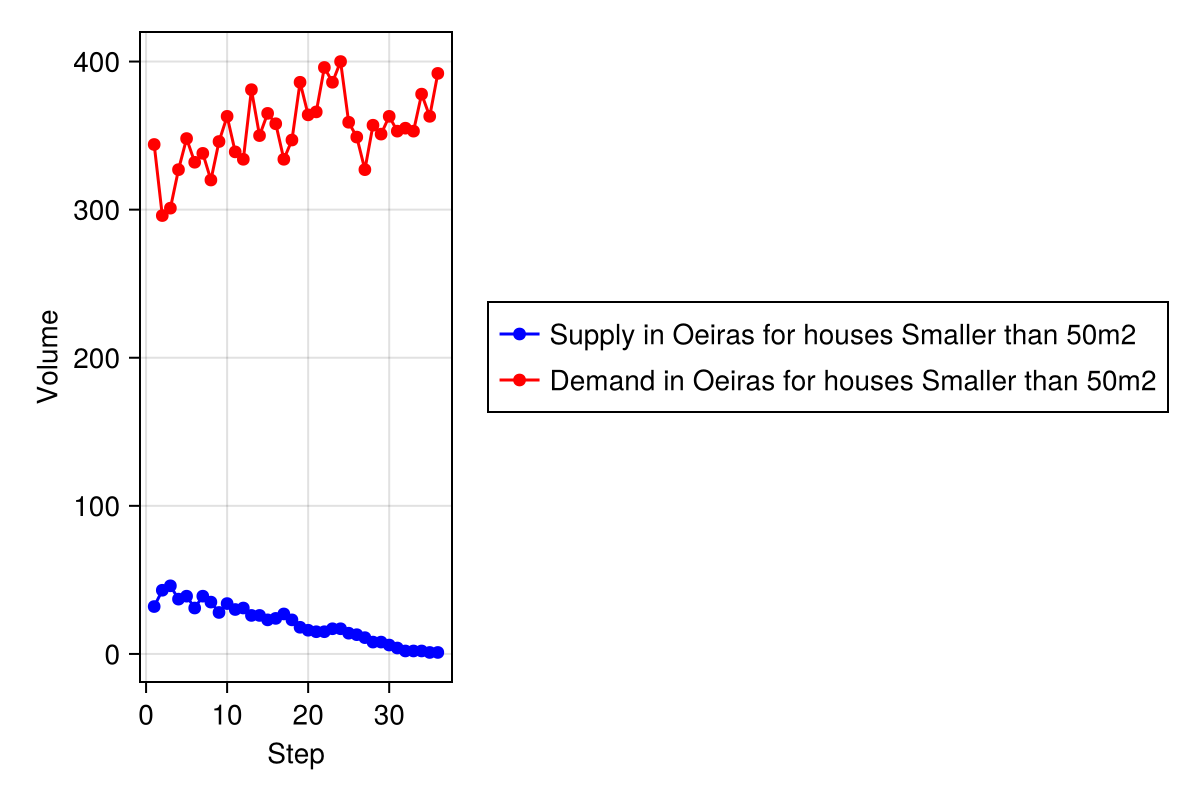 400
300
200
100
0
Volume
0 10 20 30
Step
Supply in Oeiras for houses Smaller than 50m2
Demand in Oeiras for houses Smaller than 50m2